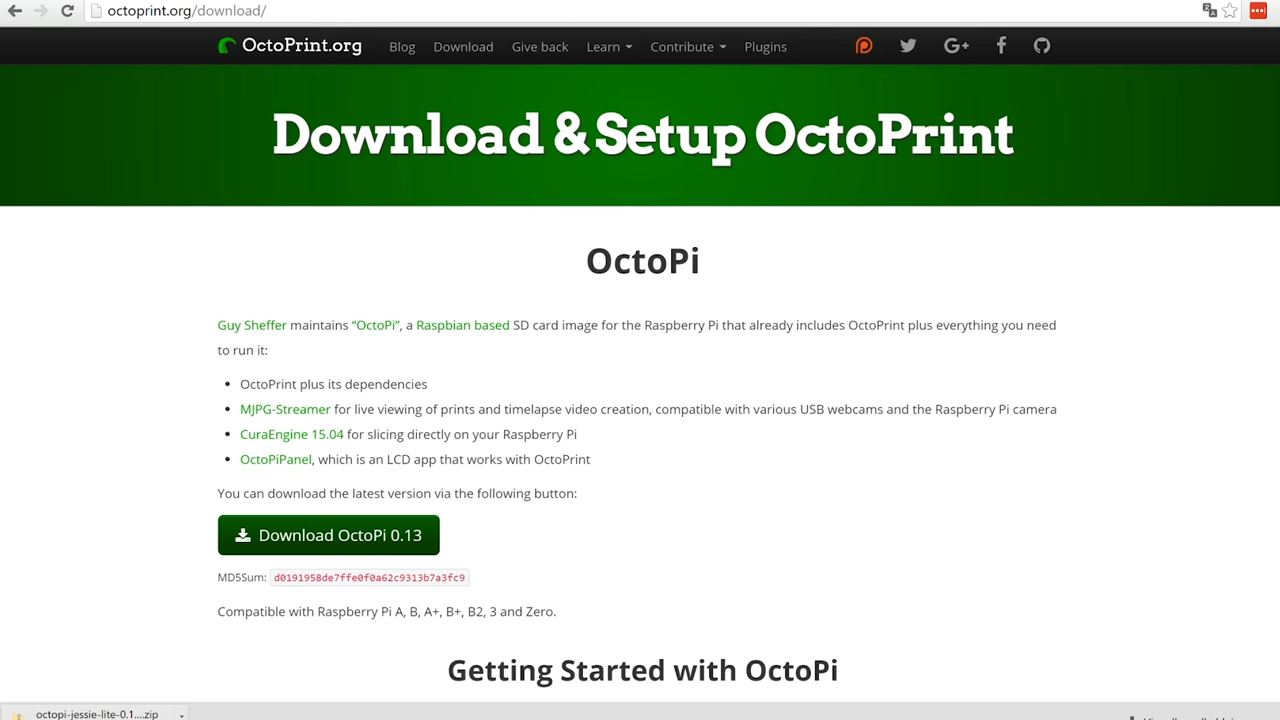 octoprint.org/download/
OctoPrint.org Blog Download Give back Learn Contribute Plugins
Download & Setup OctoPrint
OctoPi
Guy Sheffer maintains “OctoPi”, a Raspbian based SD card image for the Raspberry Pi that already includes OctoPrint plus everything you need
to run it:
• OctoPrint plus its dependencies
• MJPG-Streamer for live viewing of prints and timelapse video creation, compatible with various USB webcams and the Raspberry Pi camera
• CuraEngine 15.04 for slicing directly on your Raspberry Pi
• OctoPiPanel, which is an LCD app that works with OctoPrint
You can download the latest version via the following button:
Download OctoPi 0.13
MD5Sum: d0191958de7ffe0f0a62c9313b7a3fc9
Compatible with Raspberry Pi A, B, A+, B+, B2, 3 and Zero.
Getting Started with OctoPi
octopi-jessie-lite-0.1....zip